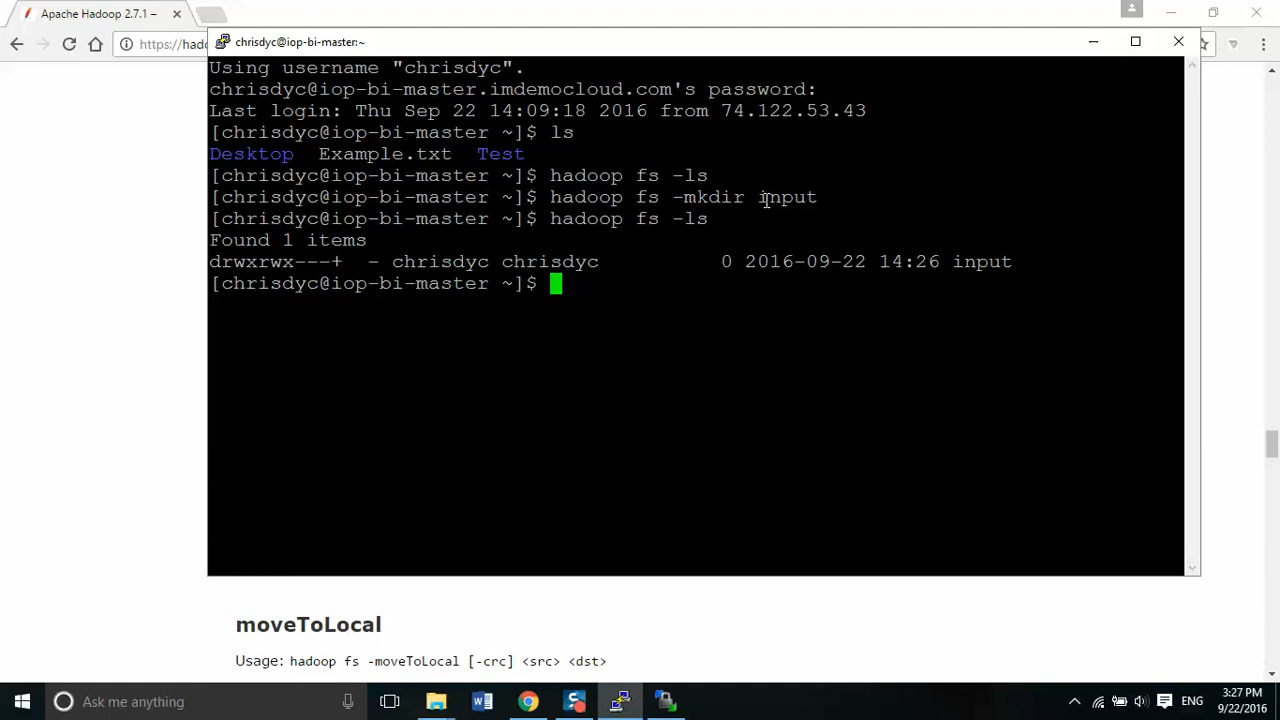 Apache Hadoop 2.7.1 –
https://hado
chrisdyc@iop-bi-master:~
Using username "chrisdyc".
chrisdyc@iop-bi-master.imdemocloud.com's password:
Last login: Thu Sep 22 14:09:18 2016 from 74.122.53.43
[chrisdyc@iop-bi-master ~]$ ls
Desktop  Example.txt  Test
[chrisdyc@iop-bi-master ~]$ hadoop fs -ls
[chrisdyc@iop-bi-master ~]$ hadoop fs -mkdir input
[chrisdyc@iop-bi-master ~]$ hadoop fs -ls
Found 1 items
drwxrwx---+  - chrisdyc chrisdyc          0 2016-09-22 14:26 input
[chrisdyc@iop-bi-master ~]$
moveToLocal
Usage: hadoop fs -moveToLocal [-crc] <src> <dst>
Ask me anything
ENG
3:27 PM
9/22/2016